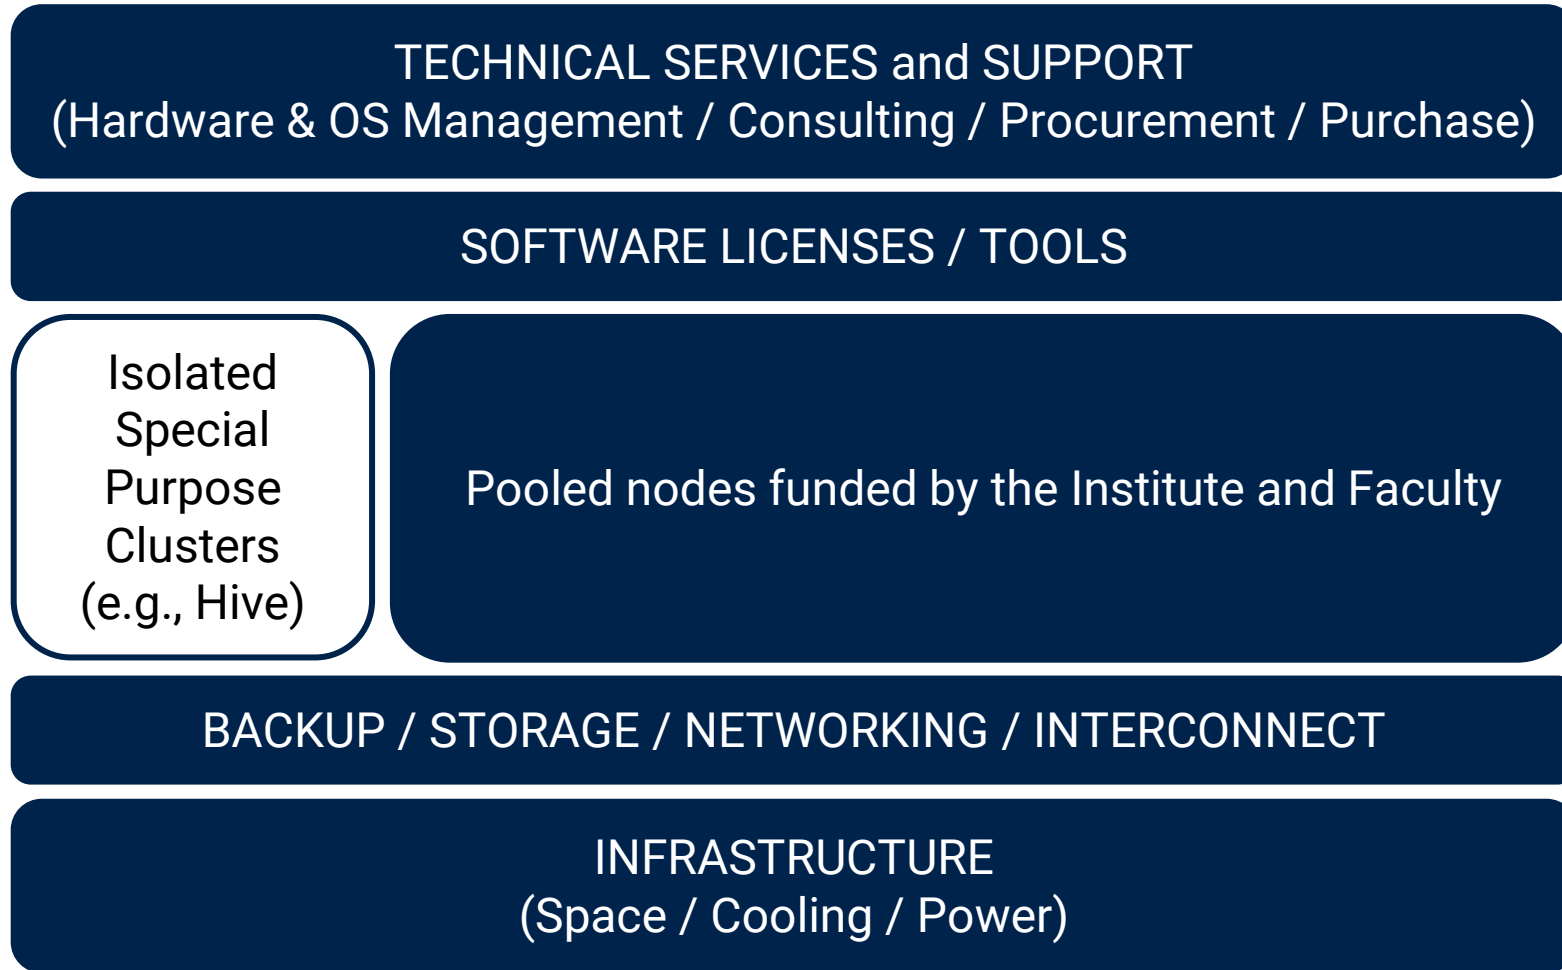 TECHNICAL SERVICES and SUPPORT
(Hardware & OS Management / Consulting / Procurement / Purchase)
SOFTWARE LICENSES / TOOLS
Isolated
Special
Purpose
Clusters
(e.g., Hive)
Pooled nodes funded by the Institute and Faculty
BACKUP / STORAGE / NETWORKING / INTERCONNECT
INFRASTRUCTURE
(Space / Cooling / Power)